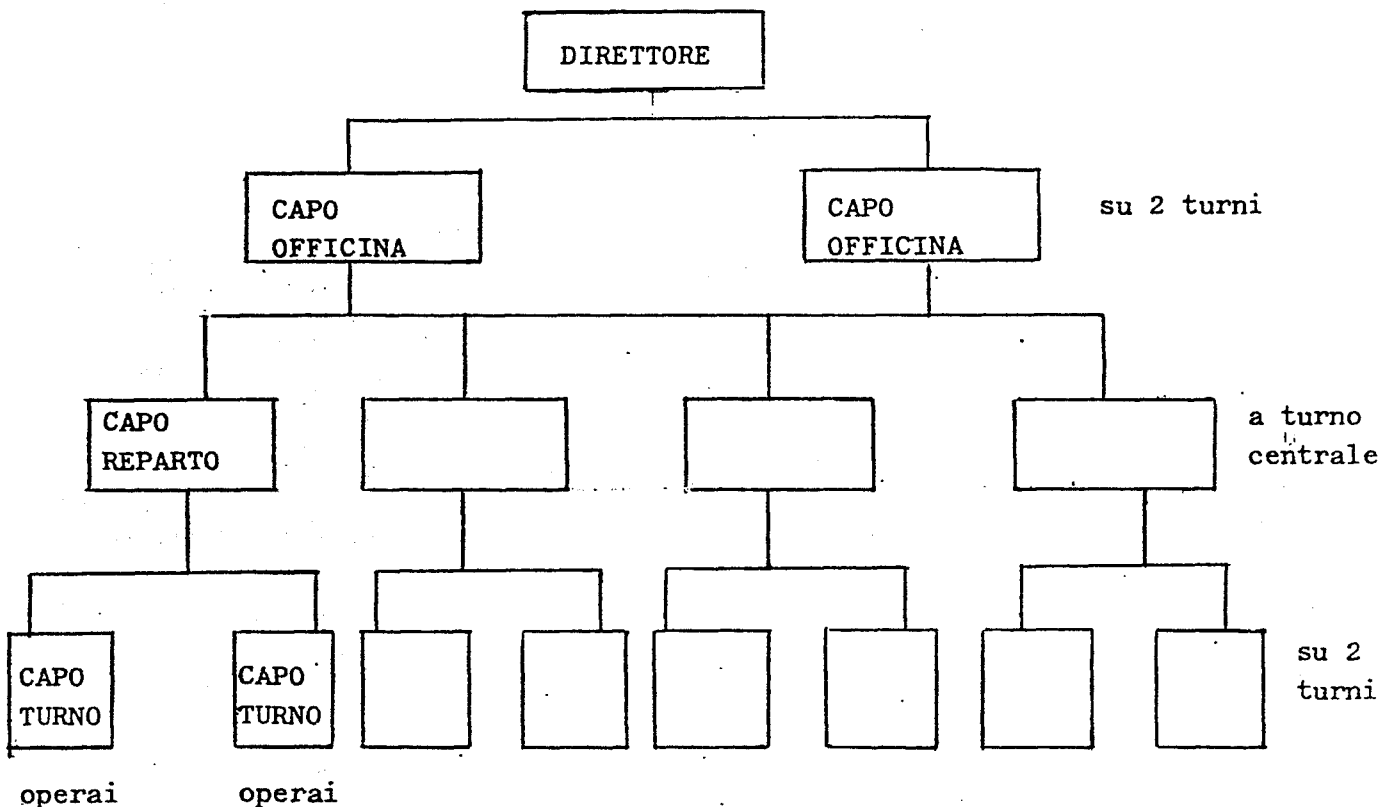 DIRETTORE
CAPO
OFFICINA
CAPO
OFFICINA
su 2 turni
CAPO
REPARTO
a turno
centrale
CAPO
TURNO
CAPO
TURNO
su 2
turni
operai
operai